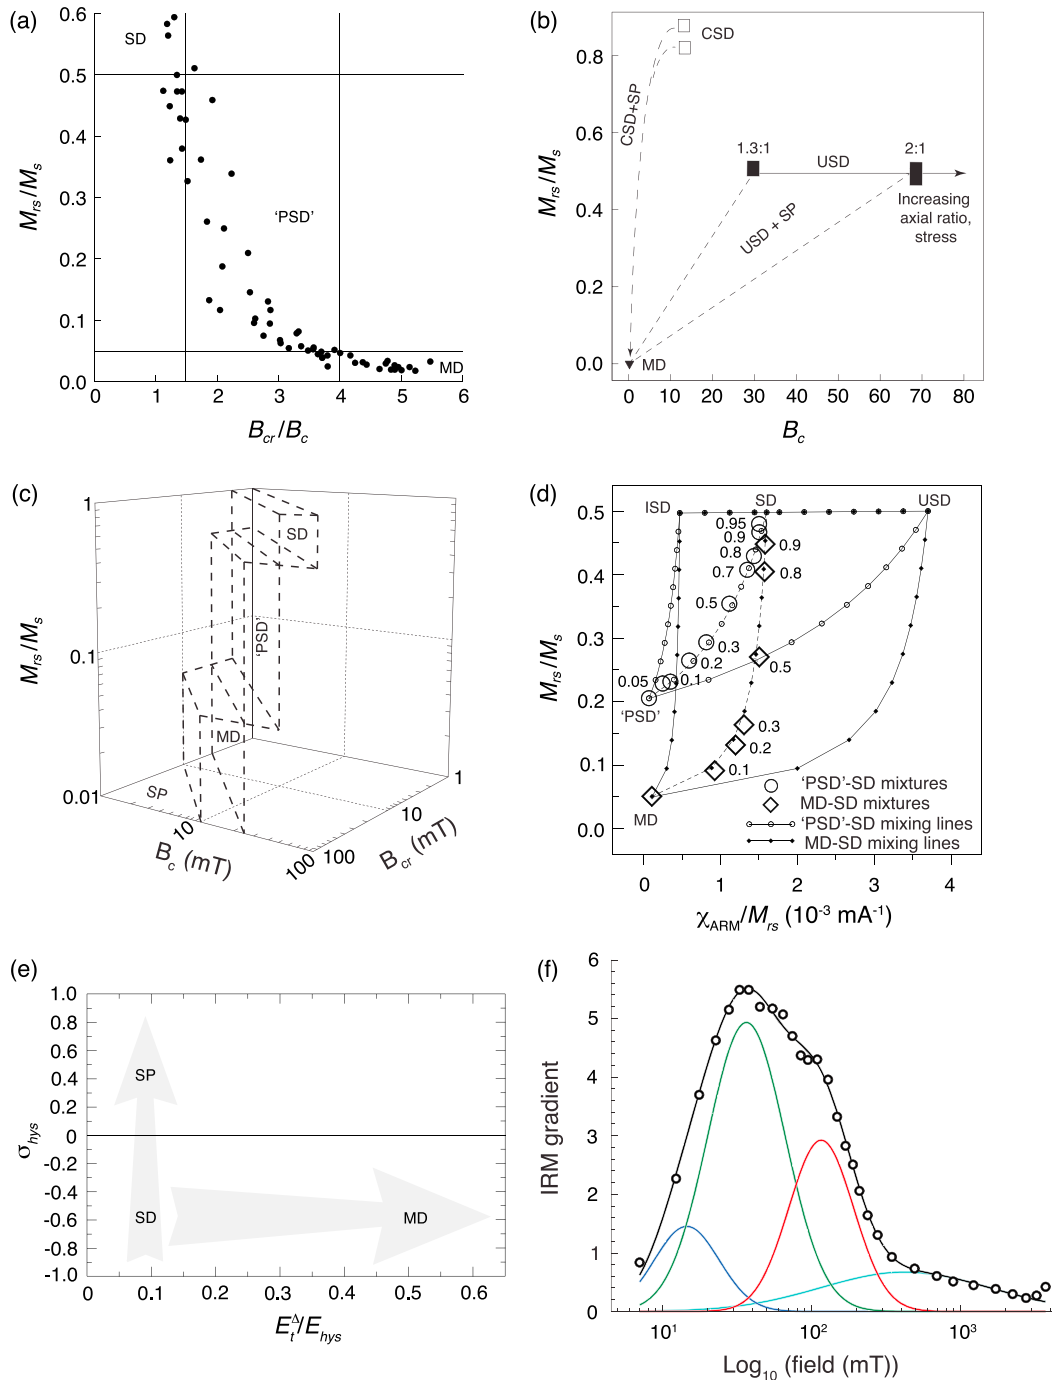 (a)
0.6
0.5
0.4
0.3
0.2
0.1
0.0
0
1
2
3
4
5
6
SD
'PSD'
MD
Mrs/Ms
Bcr/Bc
(b)
0.8
0.6
0.4
0.2
0.0
0
10
20
30
40
50
60
70
80
CSD
CSD+SP
1.3:1
USD
2:1
USD + SP
Increasing
axial ratio,
stress
MD
Mrs/Ms
Bc
(c)
1
0.1
0.01
Mrs/Ms
SD
'PSD'
MD
SP
10
100
Bc (mT)
100
10
1
Bcr (mT)
(d)
ISD
SD
USD
0.5
0.4
0.3
0.2
0.1
0.0
0.95
0.9
0.8
0.7
0.5
0.3
0.2
0.1
0.05
0.9
0.8
0.5
0.3
0.2
0.1
'PSD'
MD
'PSD'-SD mixtures
MD-SD mixtures
'PSD'-SD mixing lines
MD-SD mixing lines
0
1
2
3
4
Mrs/Ms
χARM/Mrs (10⁻³ mA⁻¹)
(e)
1.0
0.8
0.6
0.4
0.2
0
-0.2
-0.4
-0.6
-0.8
-1.0
0
0.1
0.2
0.3
0.4
0.5
0.6
SP
SD
MD
σhys
EtΔ/Ehys
(f)
6
5
4
3
2
1
0
10¹
10²
10³
IRM gradient
Log₁₀ (field (mT))